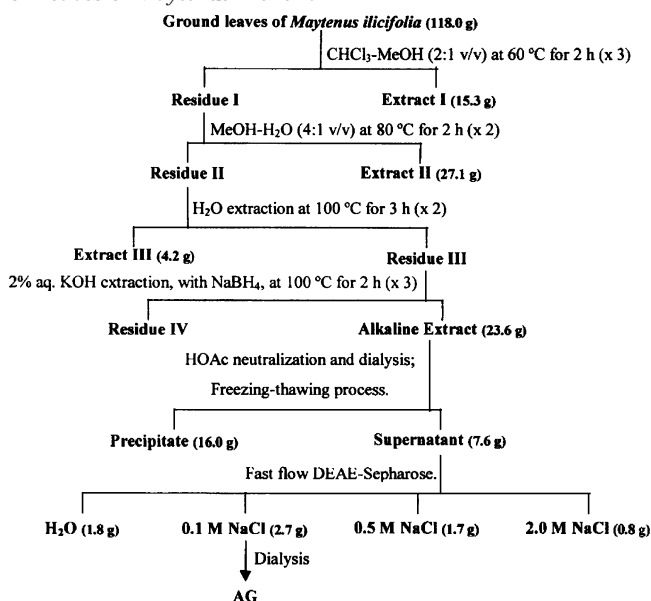 Ground leaves of Maytenus ilicifolia (118.0 g)
CHCl₃-MeOH (2:1 v/v) at 60 ºC for 2 h (x 3)
Residue I Extract I (15.3 g)
MeOH-H₂O (4:1 v/v) at 80 ºC for 2 h (x 2)
Residue II Extract II (27.1 g)
H₂O extraction at 100 ºC for 3 h (x 2)
Extract III (4.2 g) Residue III
2% aq. KOH extraction, with NaBH₄, at 100 ºC for 2 h (x 3)
Residue IV Alkaline Extract (23.6 g)
HOAc neutralization and dialysis;
Freezing-thawing process.
Precipitate (16.0 g) Supernatant (7.6 g)
Fast flow DEAE-Sepharose.
H₂O (1.8 g) 0.1 M NaCl (2.7 g) 0.5 M NaCl (1.7 g) 2.0 M NaCl (0.8 g)
Dialysis
AG